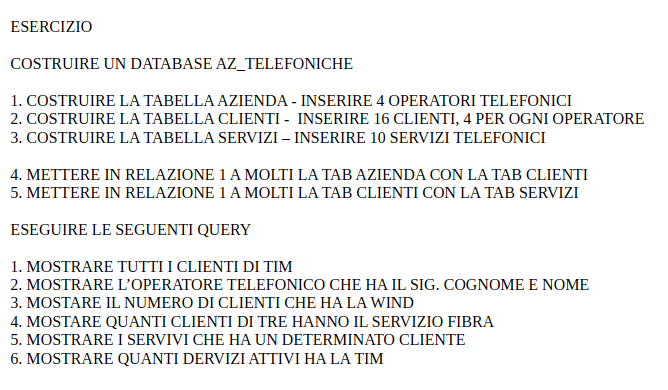 ESERCIZIO
COSTRUIRE UN DATABASE AZ_TELEFONICHE
1. COSTRUIRE LA TABELLA AZIENDA - INSERIRE 4 OPERATORI TELEFONICI
2. COSTRUIRE LA TABELLA CLIENTI - INSERIRE 16 CLIENTI, 4 PER OGNI OPERATORE
3. COSTRUIRE LA TABELLA SERVIZI – INSERIRE 10 SERVIZI TELEFONICI
4. METTERE IN RELAZIONE 1 A MOLTI LA TAB AZIENDA CON LA TAB CLIENTI
5. METTERE IN RELAZIONE 1 A MOLTI LA TAB CLIENTI CON LA TAB SERVIZI
ESEGUIRE LE SEGUENTI QUERY
1. MOSTRARE TUTTI I CLIENTI DI TIM
2. MOSTRARE L’OPERATORE TELEFONICO CHE HA IL SIG. COGNOME E NOME
3. MOSTARE IL NUMERO DI CLIENTI CHE HA LA WIND
4. MOSTARE QUANTI CLIENTI DI TRE HANNO IL SERVIZIO FIBRA
5. MOSTRARE I SERVIVI CHE HA UN DETERMINATO CLIENTE
6. MOSTRARE QUANTI DERVIZI ATTIVI HA LA TIM